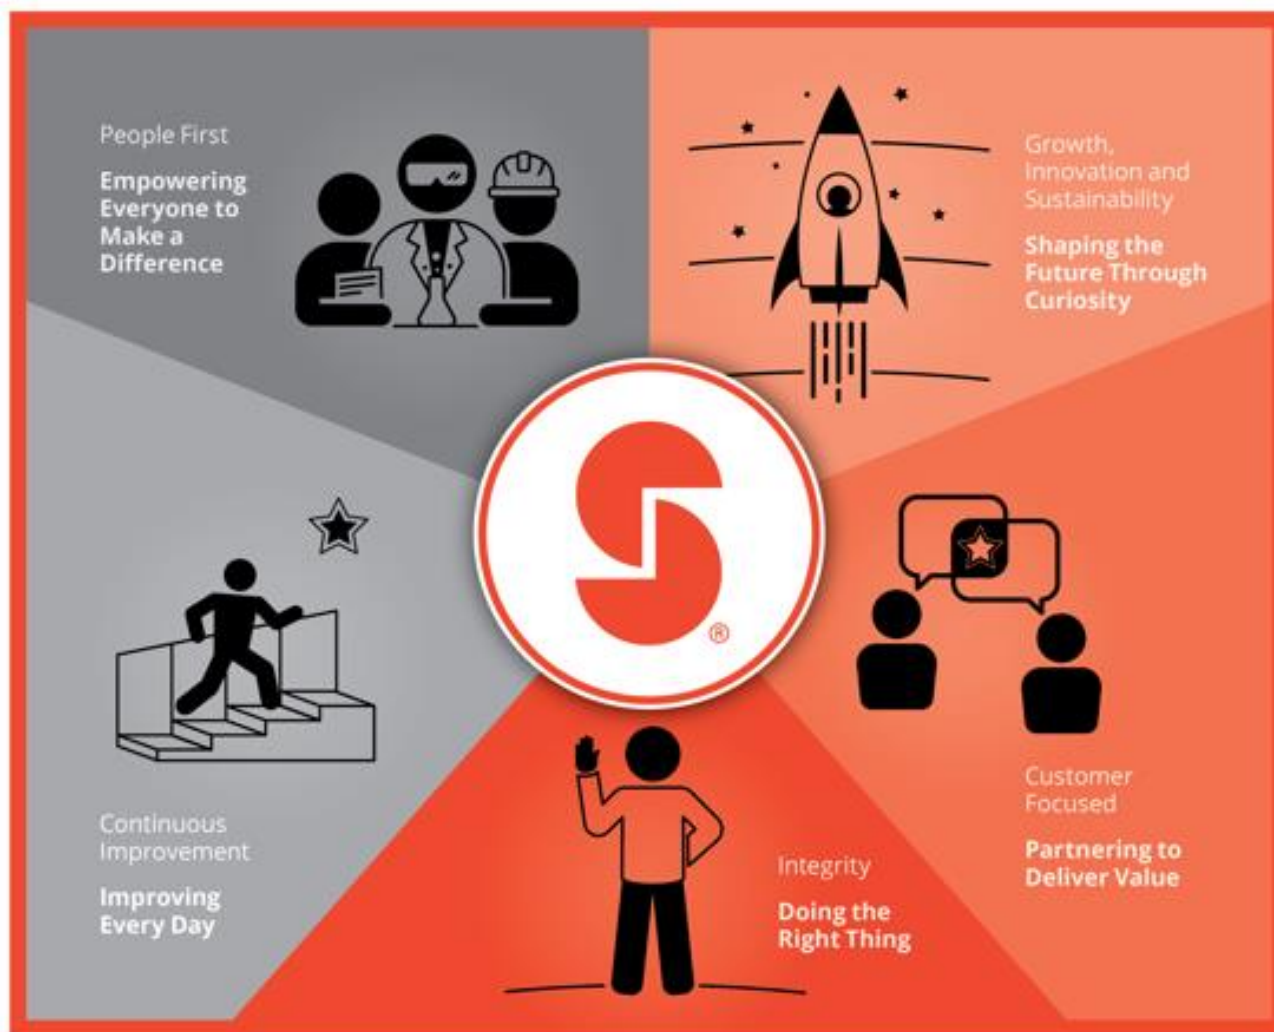 People First
Empowering
Everyone to
Make a
Difference
Growth,
Innovation and
Sustainability
Shaping the
Future Through
Curiosity
Customer
Focused
Partnering to
Deliver Value
Integrity
Doing the
Right Thing
Continuous
Improvement
Improving
Every Day
S
®